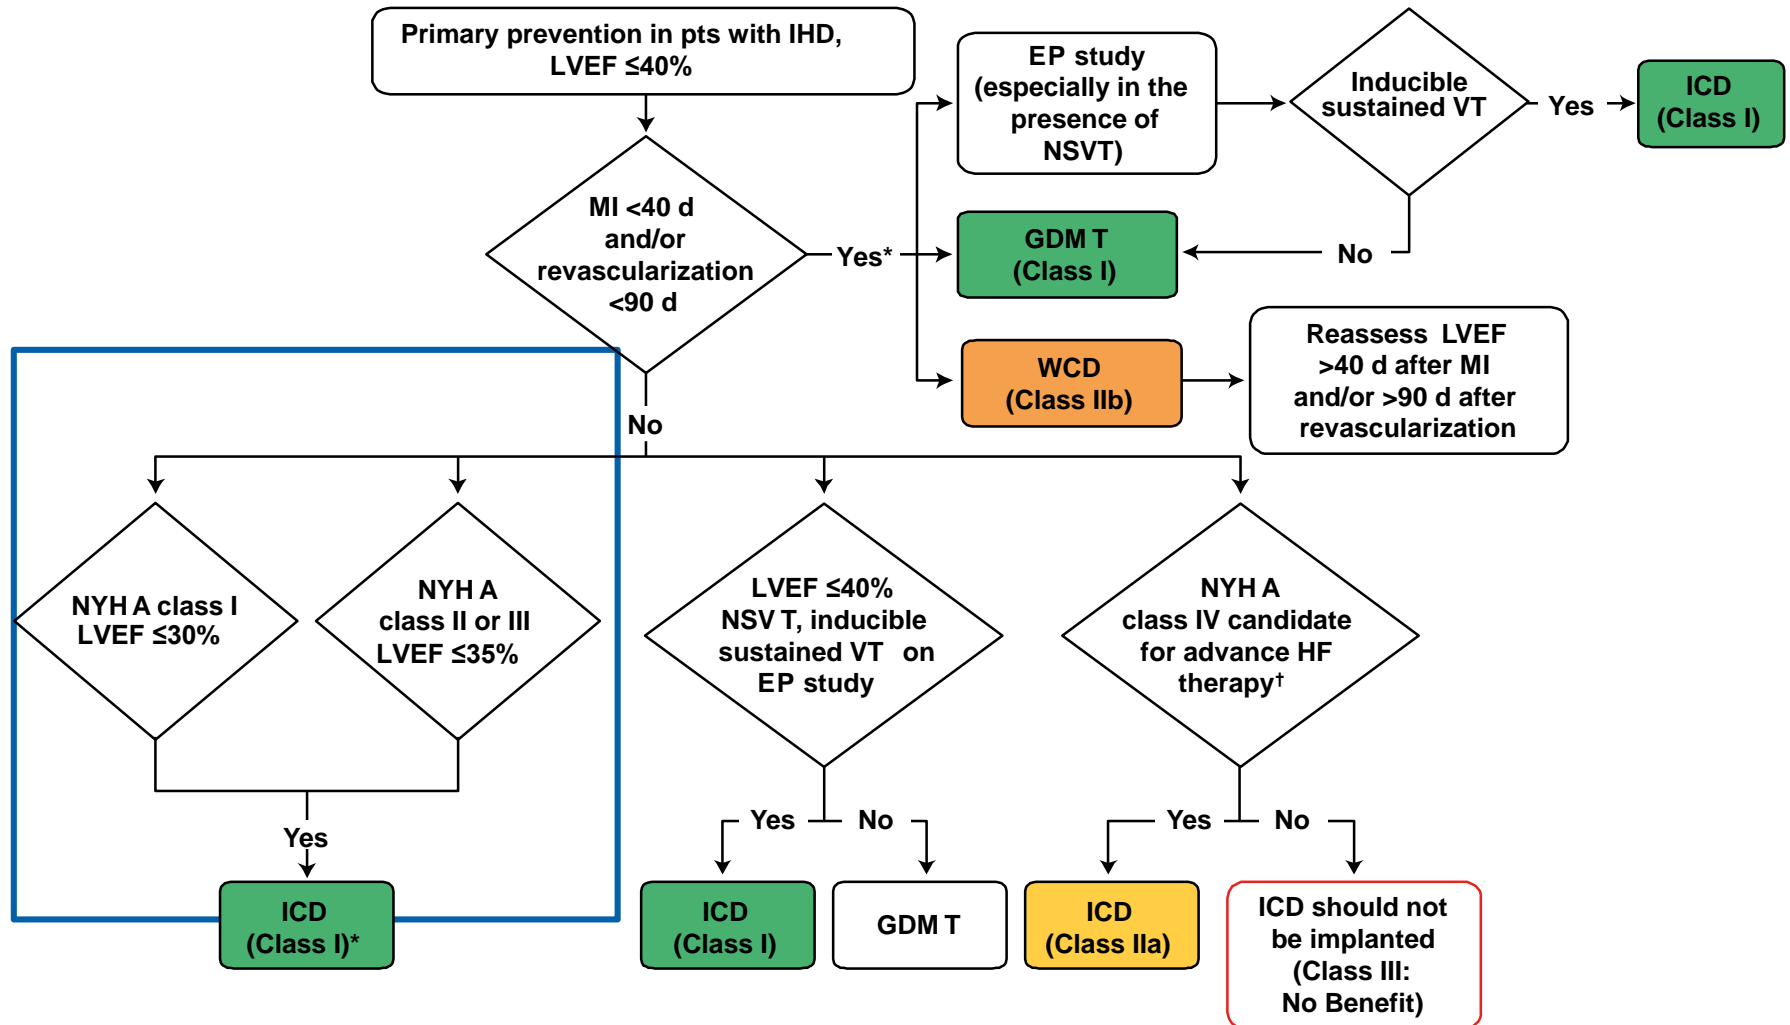 Primary prevention in pts with IHD,
LVEF ≤40%
EP study
(especially in the
presence of
NSVT)
Inducible
sustained VT
Yes
ICD
(Class I)
MI <40 d
and/or
revascularization
<90 d
Yes*
GDM T
(Class I)
No
WCD
(Class IIb)
Reassess LVEF
>40 d after MI
and/or >90 d after
revascularization
No
NYH A class I
LVEF ≤30%
NYH A
class II or III
LVEF ≤35%
LVEF ≤40%
NSV T, inducible
sustained VT on
EP study
NYH A
class IV candidate
for advance HF
therapy†
Yes
Yes
No
Yes
No
ICD
(Class I)*
ICD
(Class I)
GDM T
ICD
(Class IIa)
ICD should not
be implanted
(Class III:
No Benefit)